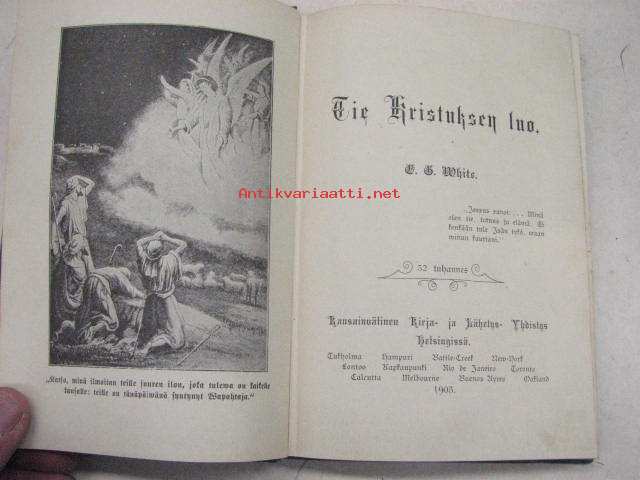 „Katso, minä ilmoitan teille suuren ilon, joka tulewa on kaikelle
kansalle: teille on tänäpäiwänä syntynyt Wapahtaja."
Tie Kristuksen luo.
E. G. White.
Antikvariaatti.net
„Jeesus sanoi: . . . Minä
olen tie, totuus ja elämä. Ei
kenkään tule Isän tykö, waan
minun kauttani.
52 tuhannes
Kansainvälinen Kirja- ja Lähetys- Yhdistys
Helsingissä.
Tukholma Hampuri Battle-Creek New-York
Lontoo Kapkaupunki Rio de Janeiro Toronto
Calcutta Melbourne Buenos Ayres Oakland
1905.